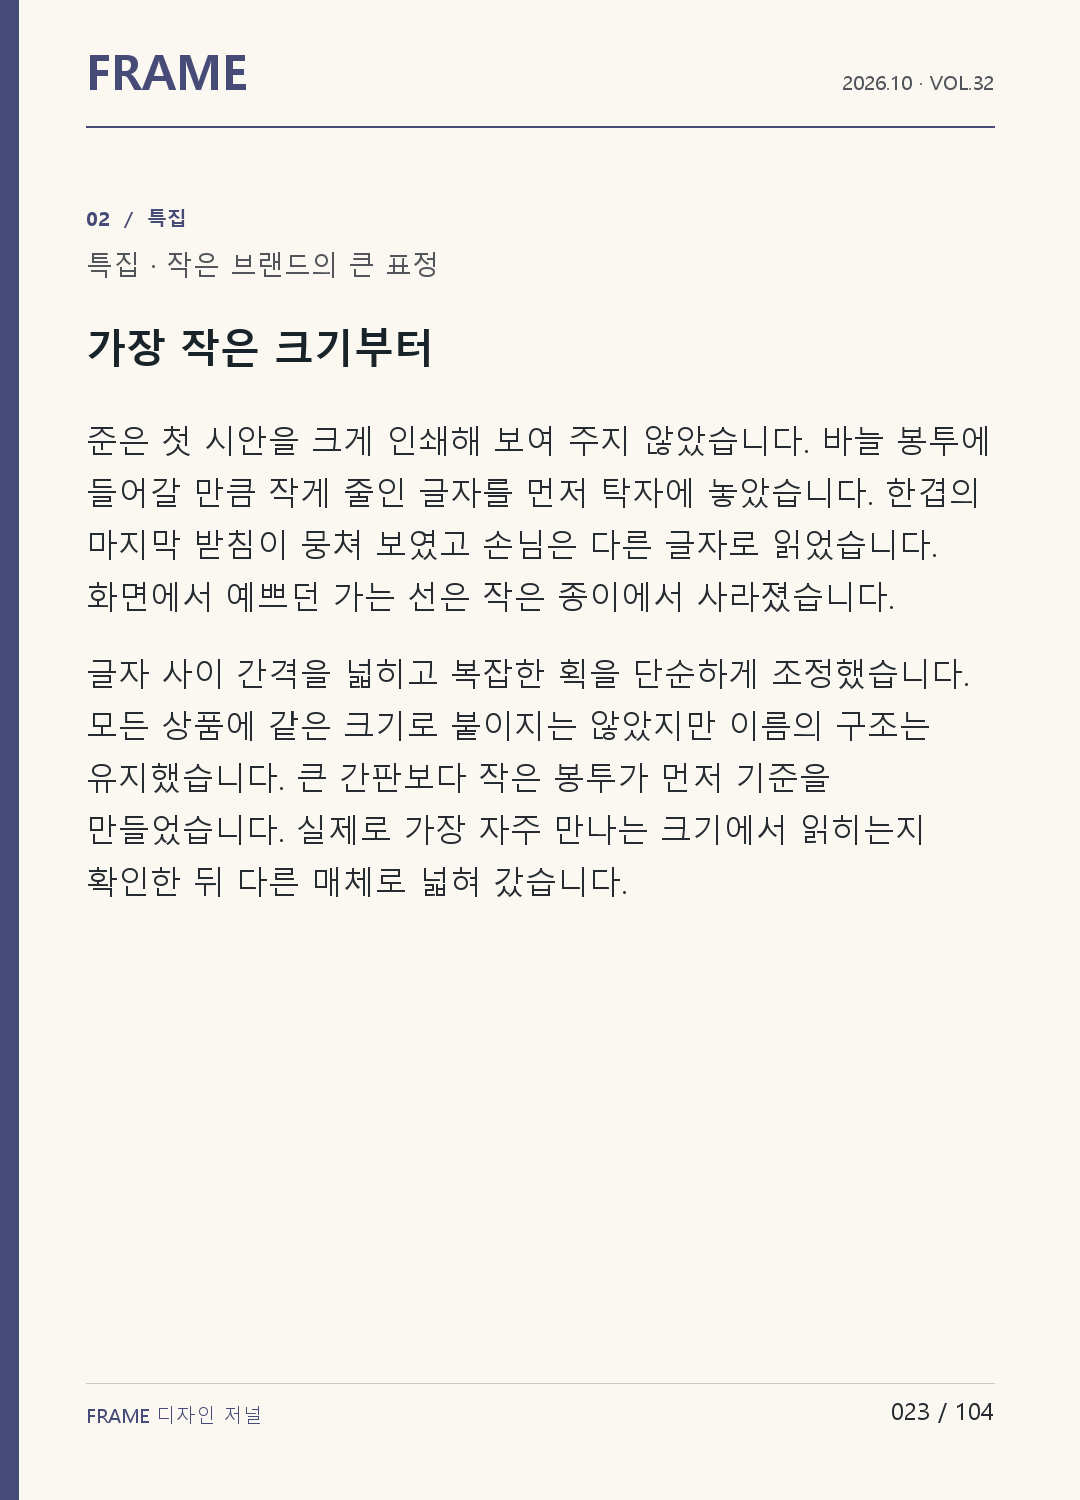 FRAME
2026.10 · VOL.32
02 / 특집
특집 · 작은 브랜드의 큰 표정
가장 작은 크기부터
준은 첫 시안을 크게 인쇄해 보여 주지 않았습니다. 바늘 봉투에
들어갈 만큼 작게 줄인 글자를 먼저 탁자에 놓았습니다. 한겹의
마지막 받침이 뭉쳐 보였고 손님은 다른 글자로 읽었습니다.
화면에서 예쁘던 가는 선은 작은 종이에서 사라졌습니다.
글자 사이 간격을 넓히고 복잡한 획을 단순하게 조정했습니다.
모든 상품에 같은 크기로 붙이지는 않았지만 이름의 구조는
유지했습니다. 큰 간판보다 작은 봉투가 먼저 기준을
만들었습니다. 실제로 가장 자주 만나는 크기에서 읽히는지
확인한 뒤 다른 매체로 넓혀 갔습니다.
FRAME 디자인 저널
023 / 104